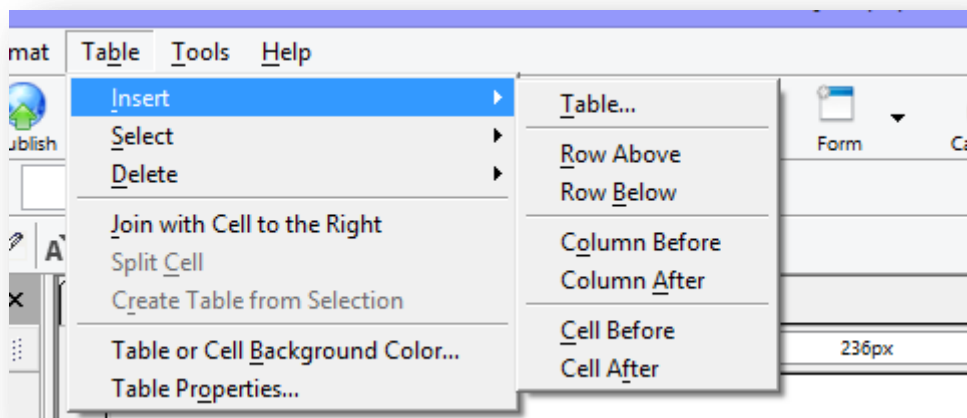 mat Table Tools Help
Insert
Select
Delete
Join with Cell to the Right
Split Cell
Create Table from Selection
Table or Cell Background Color...
Table Properties...
Table...
Row Above
Row Below
Column Before
Column After
Cell Before
Cell After
ublish
Form
Ca
A
236px